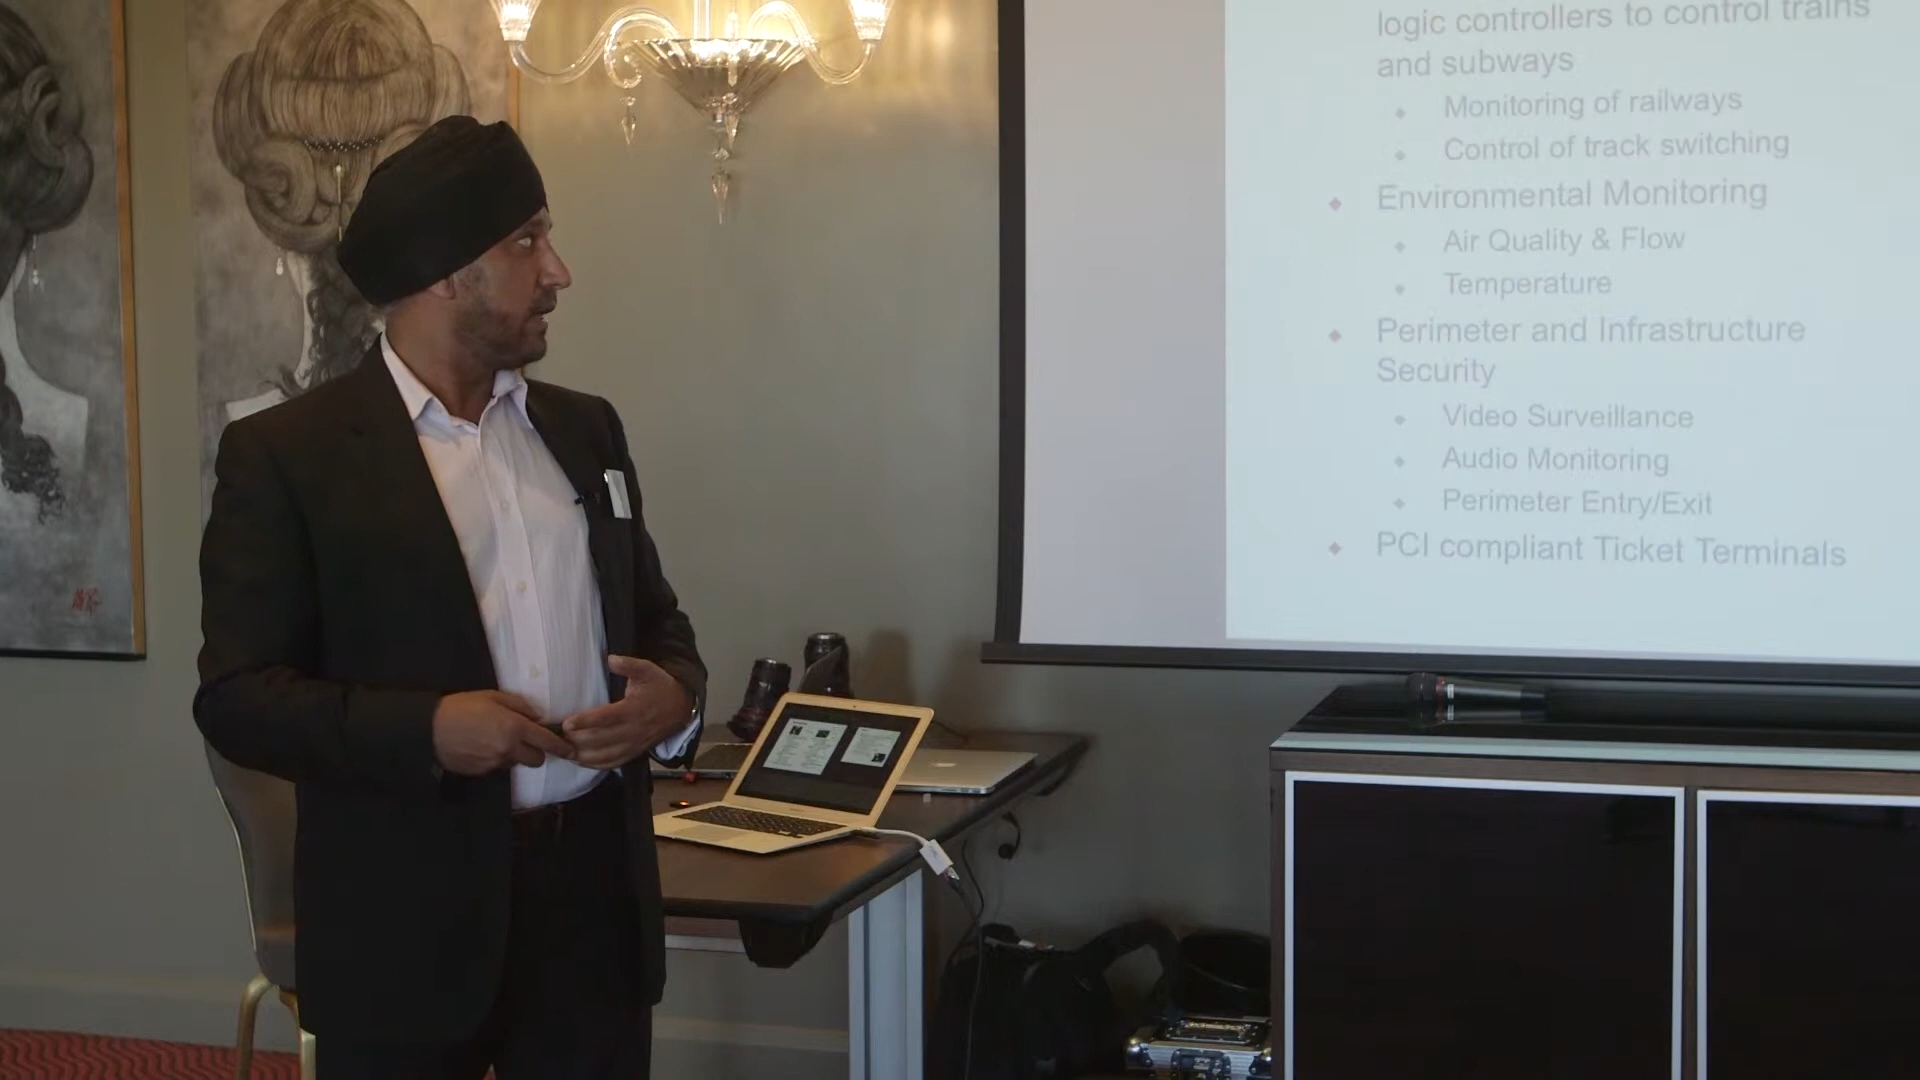 logic controllers to control trains
and subways
Monitoring of railways
Control of track switching
Environmental Monitoring
Air Quality & Flow
Temperature
Perimeter and Infrastructure
Security
Video Surveillance
Audio Monitoring
Perimeter Entry/Exit
PCI compliant Ticket Terminals